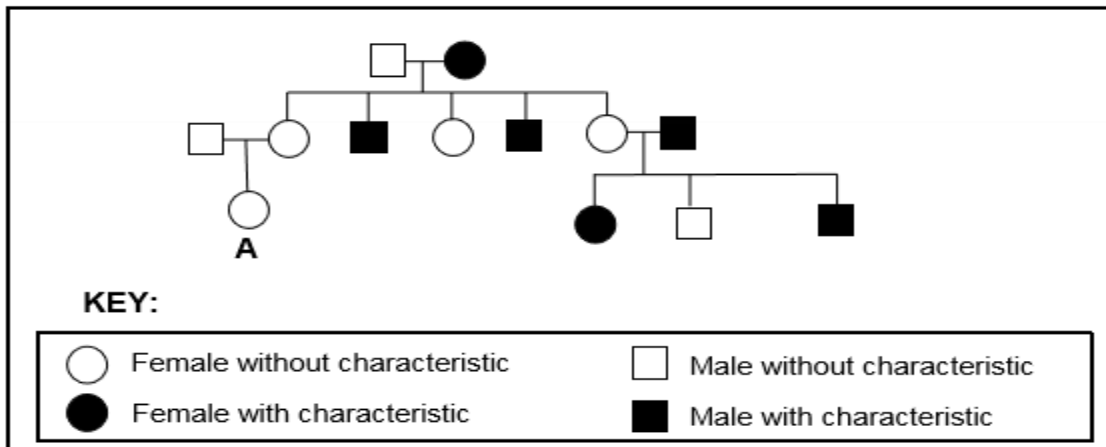 A
KEY:
Female without characteristic
Male without characteristic
Female with characteristic
Male with characteristic